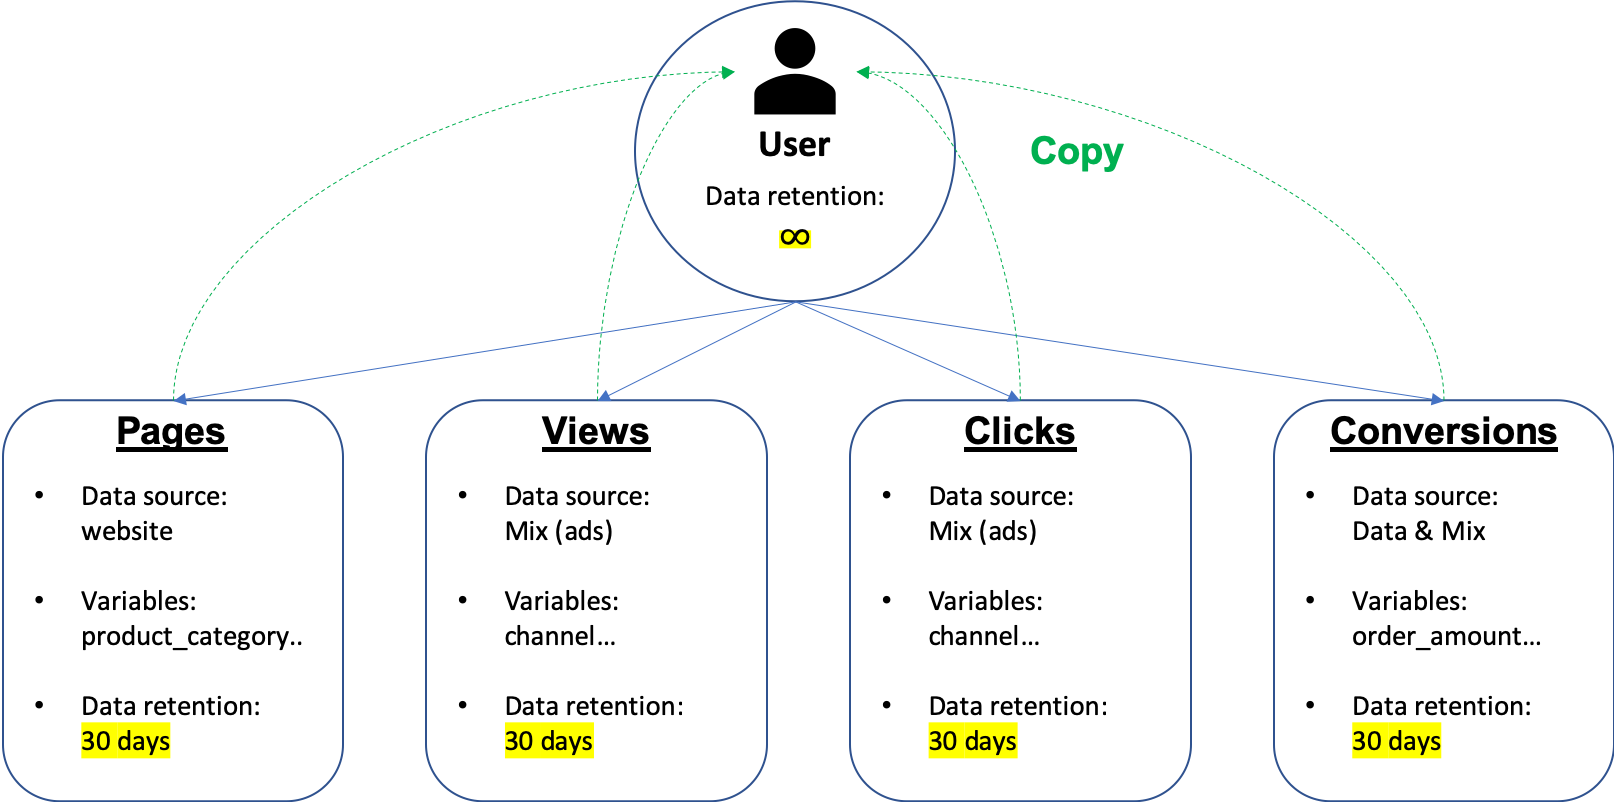 User
Data retention:
∞
Copy
Pages
• Data source:
website
• Variables:
product_category..
• Data retention:
30 days
Views
• Data source:
Mix (ads)
• Variables:
channel...
• Data retention:
30 days
Clicks
• Data source:
Mix (ads)
• Variables:
channel...
• Data retention:
30 days
Conversions
• Data source:
Data & Mix
• Variables:
order_amount...
• Data retention:
30 days